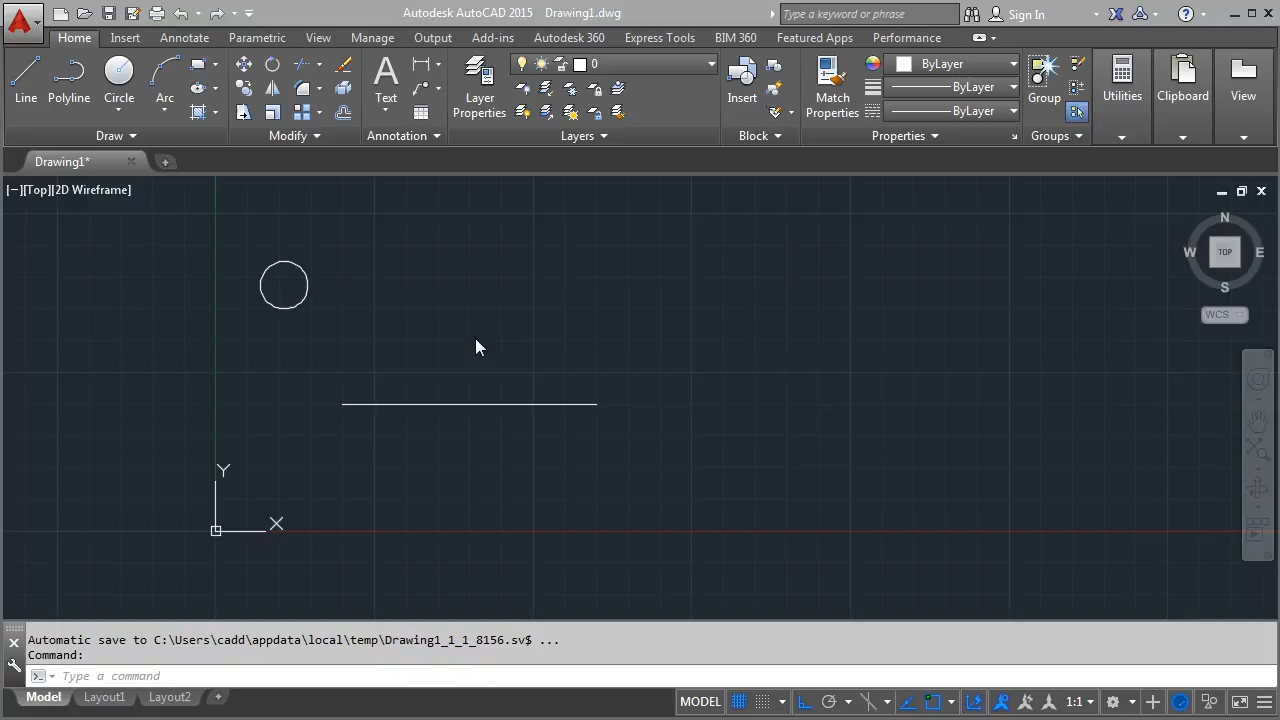 Autodesk AutoCAD 2015 Drawing1.dwg
Type a keyword or phrase
Sign In
Home Insert Annotate Parametric View Manage Output Add-ins Autodesk 360 Express Tools BIM 360 Featured Apps Performance
Line Polyline Circle Arc
Text
Layer Properties
0
Insert
Match Properties
ByLayer
ByLayer
ByLayer
Group
Utilities
Clipboard
View
Draw Modify Annotation Layers Block Properties Groups
Drawing1*
[−][Top][2D Wireframe]
N
W TOP E
S
WCS
Y
X
Automatic save to C:\Users\cadd\appdata\local\temp\Drawing1_1_1_8156.sv$ ...
Command:
Type a command
Model Layout1 Layout2 +
MODEL 1:1